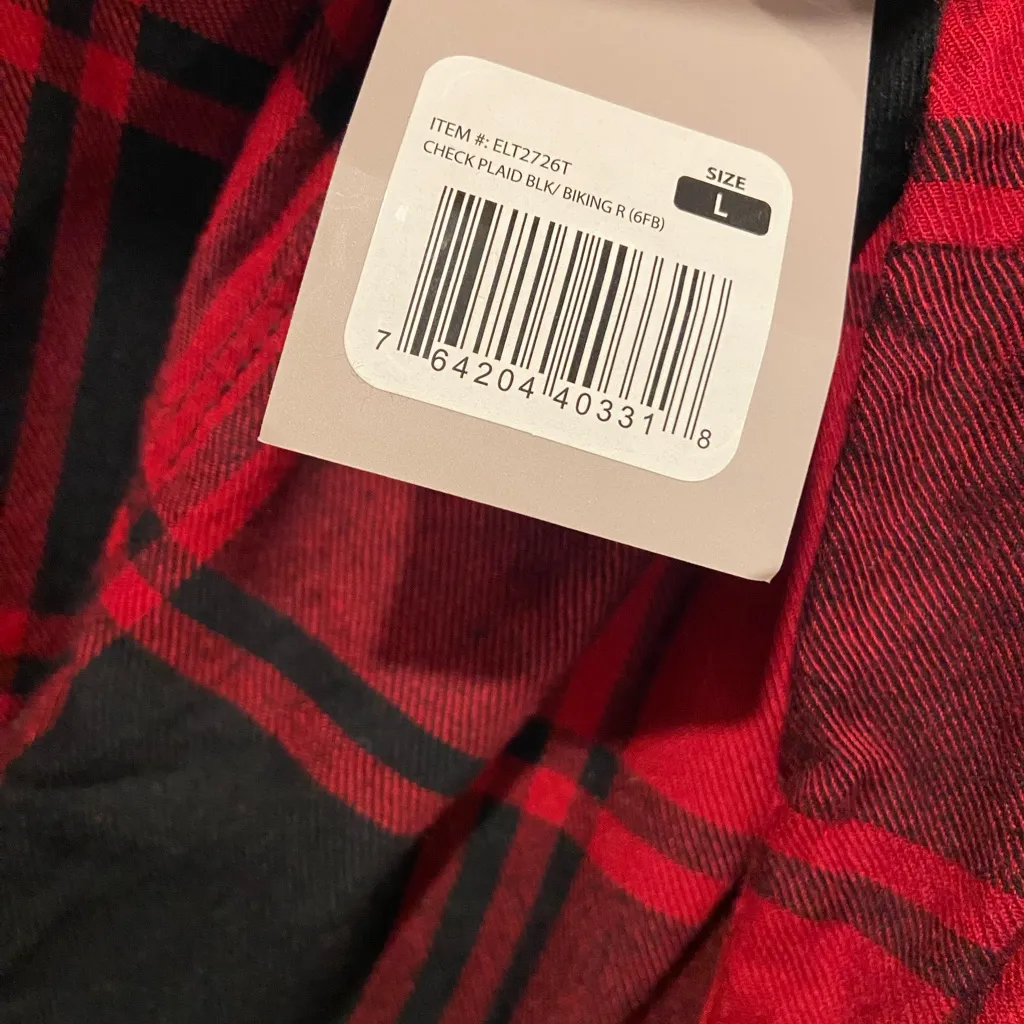 ITEM #: ELT2726T
CHECK PLAID BLK/ BIKING R (6FB)
SIZE
L
7 64204 40331 8